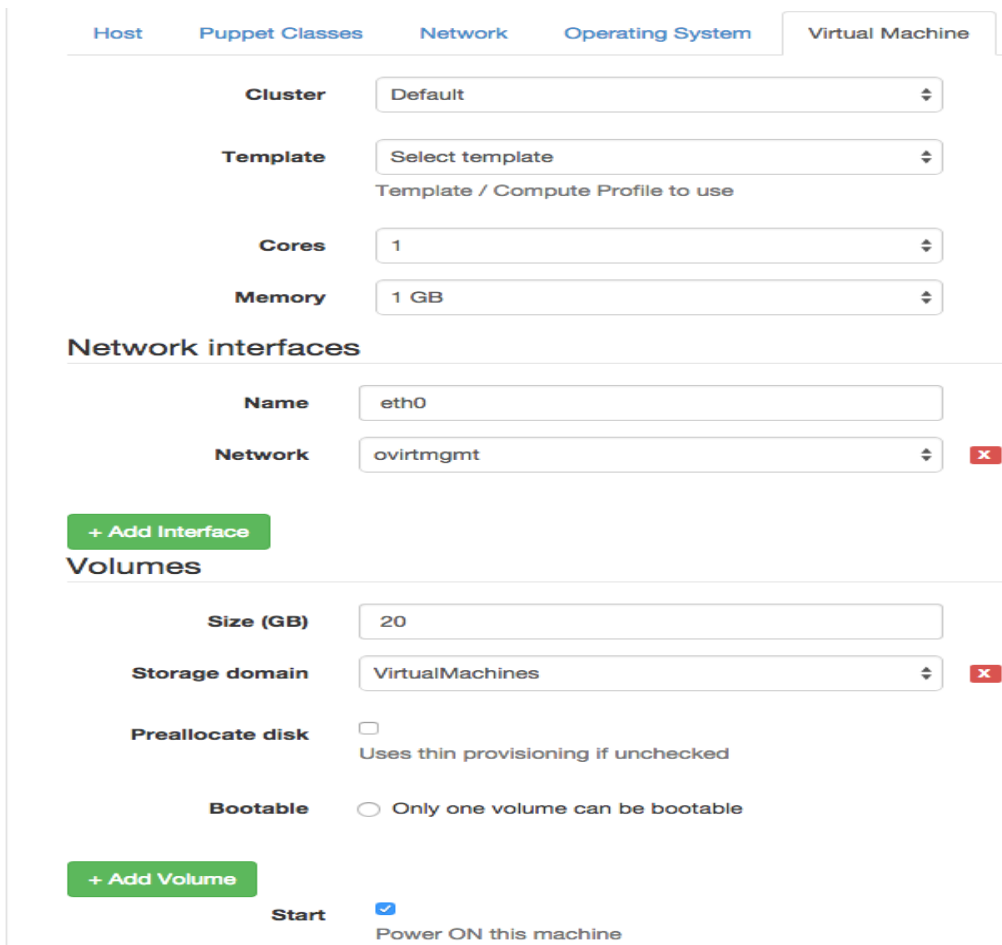 Host Puppet Classes Network Operating System Virtual Machine
Cluster Default
Template Select template
Template / Compute Profile to use
Cores 1
Memory 1 GB
Network interfaces
Name eth0
Network ovirtmgmt x
+ Add Interface
Volumes
Size (GB) 20
Storage domain VirtualMachines x
Preallocate disk
Uses thin provisioning if unchecked
Bootable Only one volume can be bootable
+ Add Volume
Start
Power ON this machine